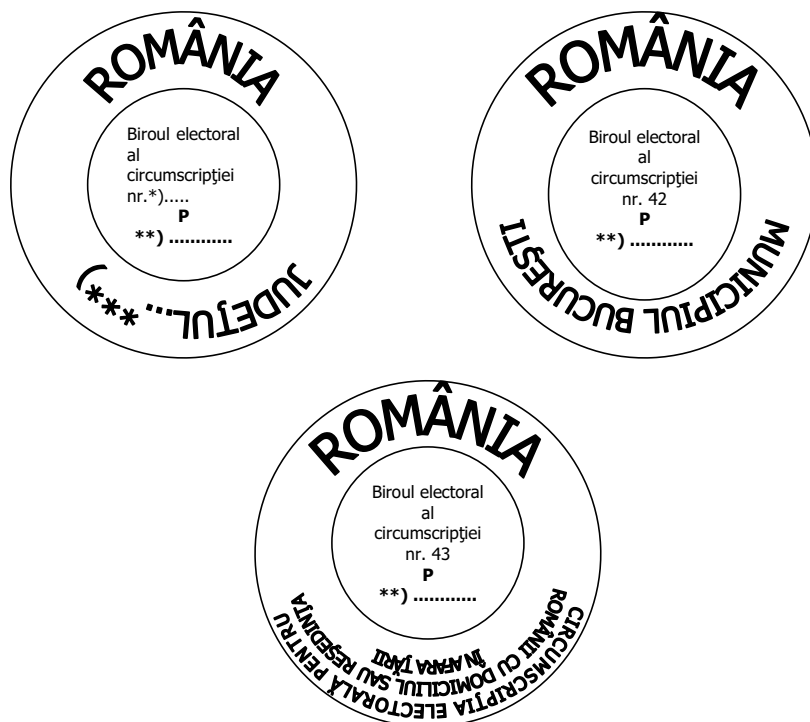 ROMÂNIA
Biroul electoral
al
circumscripţiei
nr.*).....
P
**) ............
JUDEŢUL... ***)
ROMÂNIA
Biroul electoral
al
circumscripţiei
nr. 42
P
**) ............
MUNICIPIUL BUCUREŞTI
ROMÂNIA
Biroul electoral
al
circumscripţiei
nr. 43
P
**) ............
CIRCUMSCRIPŢIA ELECTORALĂ PENTRU
ROMÂNII CU DOMICILIUL SAU REŞEDINŢA
ÎN AFARA ŢĂRII